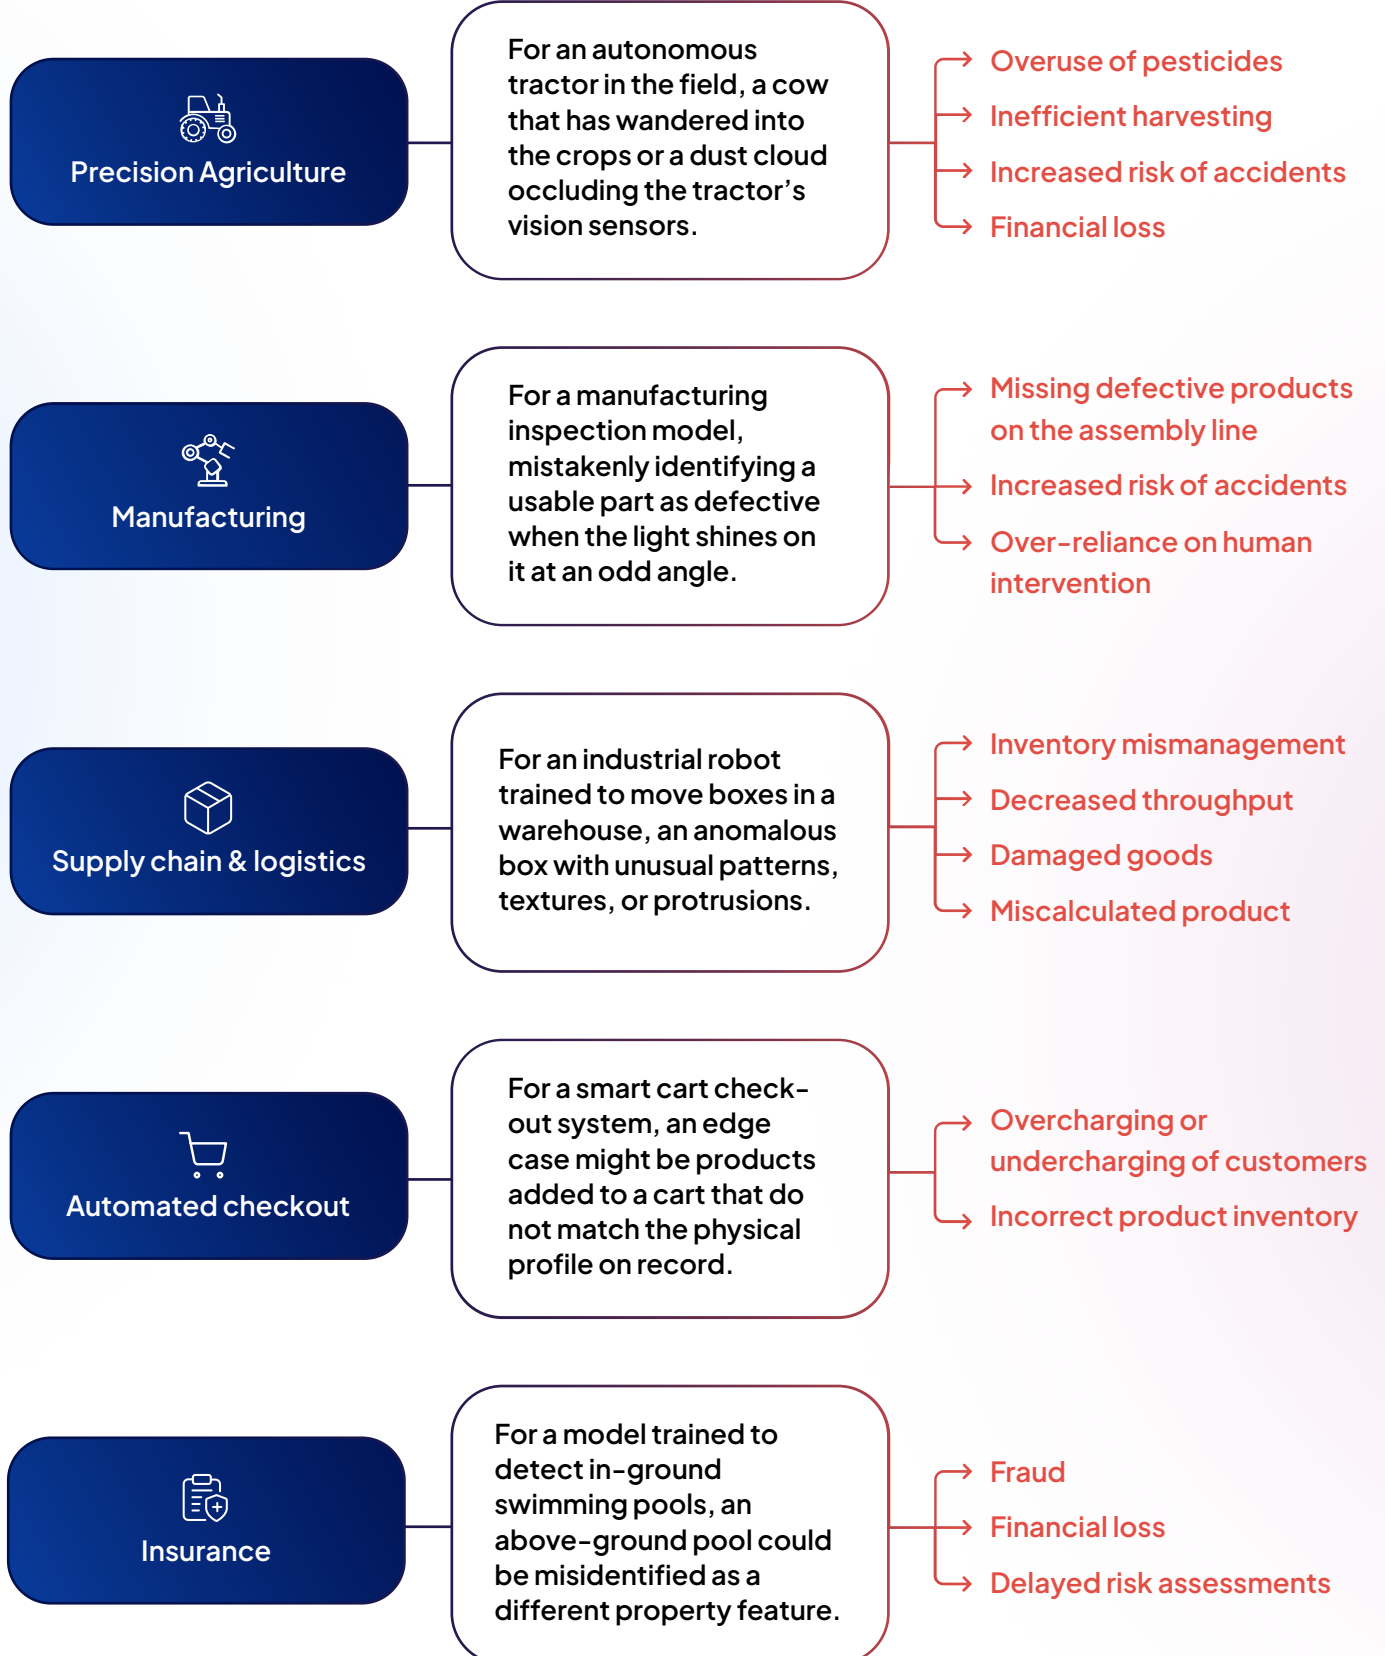 Precision Agriculture
For an autonomous
tractor in the field, a cow
that has wandered into
the crops or a dust cloud
occluding the tractor’s
vision sensors.
Overuse of pesticides
Inefficient harvesting
Increased risk of accidents
Financial loss
Manufacturing
For a manufacturing
inspection model,
mistakenly identifying a
usable part as defective
when the light shines on
it at an odd angle.
Missing defective products
on the assembly line
Increased risk of accidents
Over-reliance on human
intervention
Supply chain & logistics
For an industrial robot
trained to move boxes in a
warehouse, an anomalous
box with unusual patterns,
textures, or protrusions.
Inventory mismanagement
Decreased throughput
Damaged goods
Miscalculated product
Automated checkout
For a smart cart check-
out system, an edge
case might be products
added to a cart that do
not match the physical
profile on record.
Overcharging or
undercharging of customers
Incorrect product inventory
Insurance
For a model trained to
detect in-ground
swimming pools, an
above-ground pool could
be misidentified as a
different property feature.
Fraud
Financial loss
Delayed risk assessments